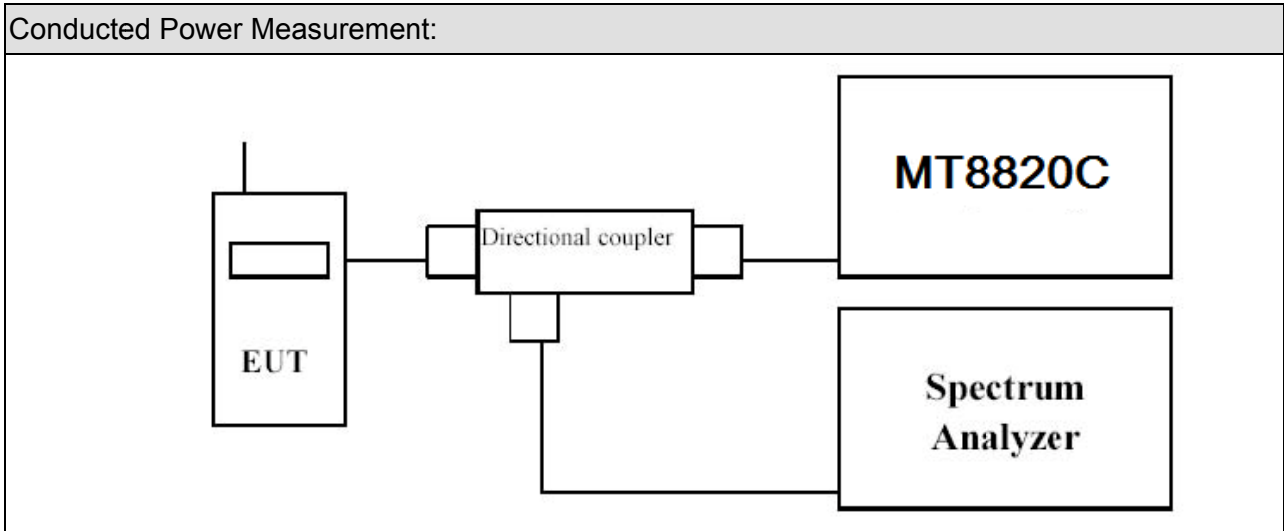 Conducted Power Measurement:
MT8820C
Directional coupler
EUT
Spectrum
Analyzer